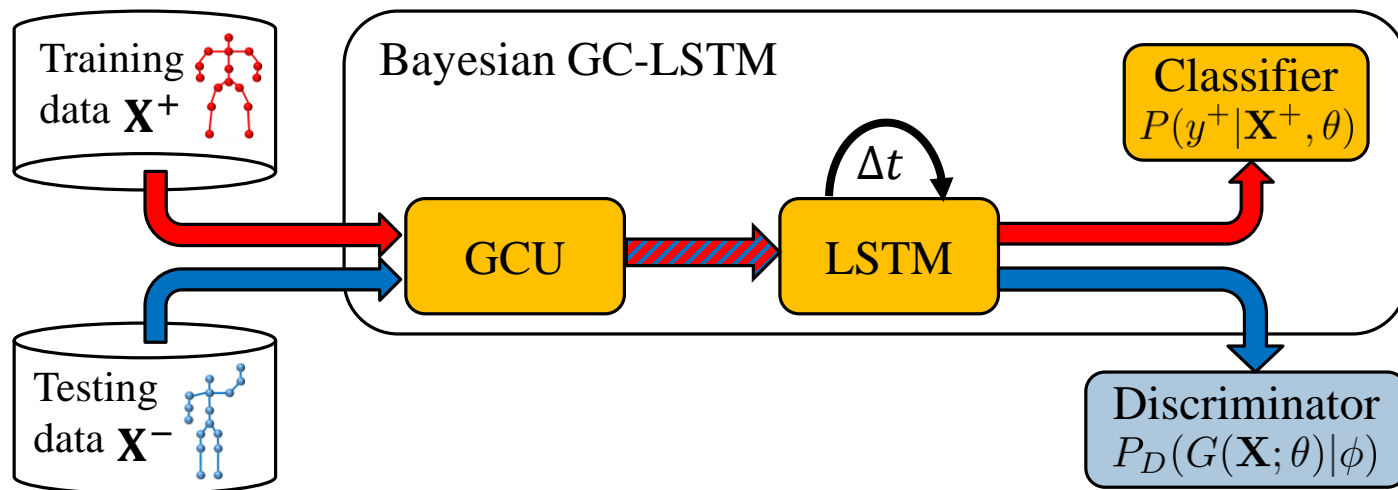 Training
data X⁺
Bayesian GC-LSTM
Classifier
P(y⁺|X⁺, θ)
Δt
GCU
LSTM
Testing
data X⁻
Discriminator
P_D(G(X; θ)|ϕ)